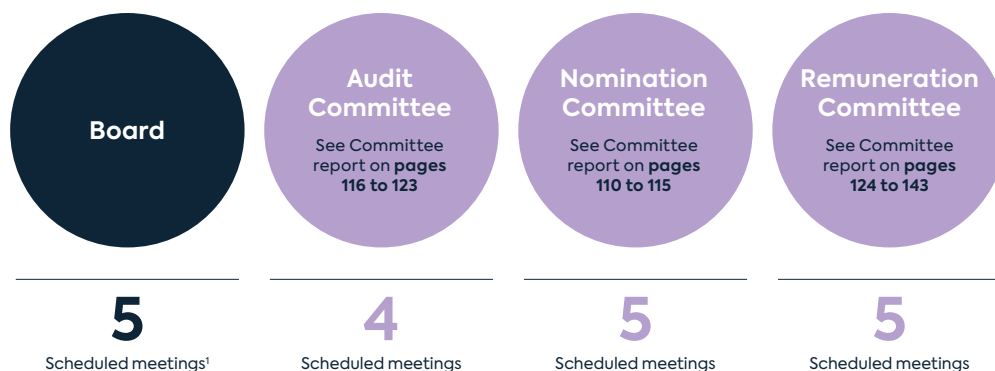 Board
Audit
Committee
See Committee
report on pages
116 to 123
Nomination
Committee
See Committee
report on pages
110 to 115
Remuneration
Committee
See Committee
report on pages
124 to 143
5
Scheduled meetings¹
4
Scheduled meetings
5
Scheduled meetings
5
Scheduled meetings